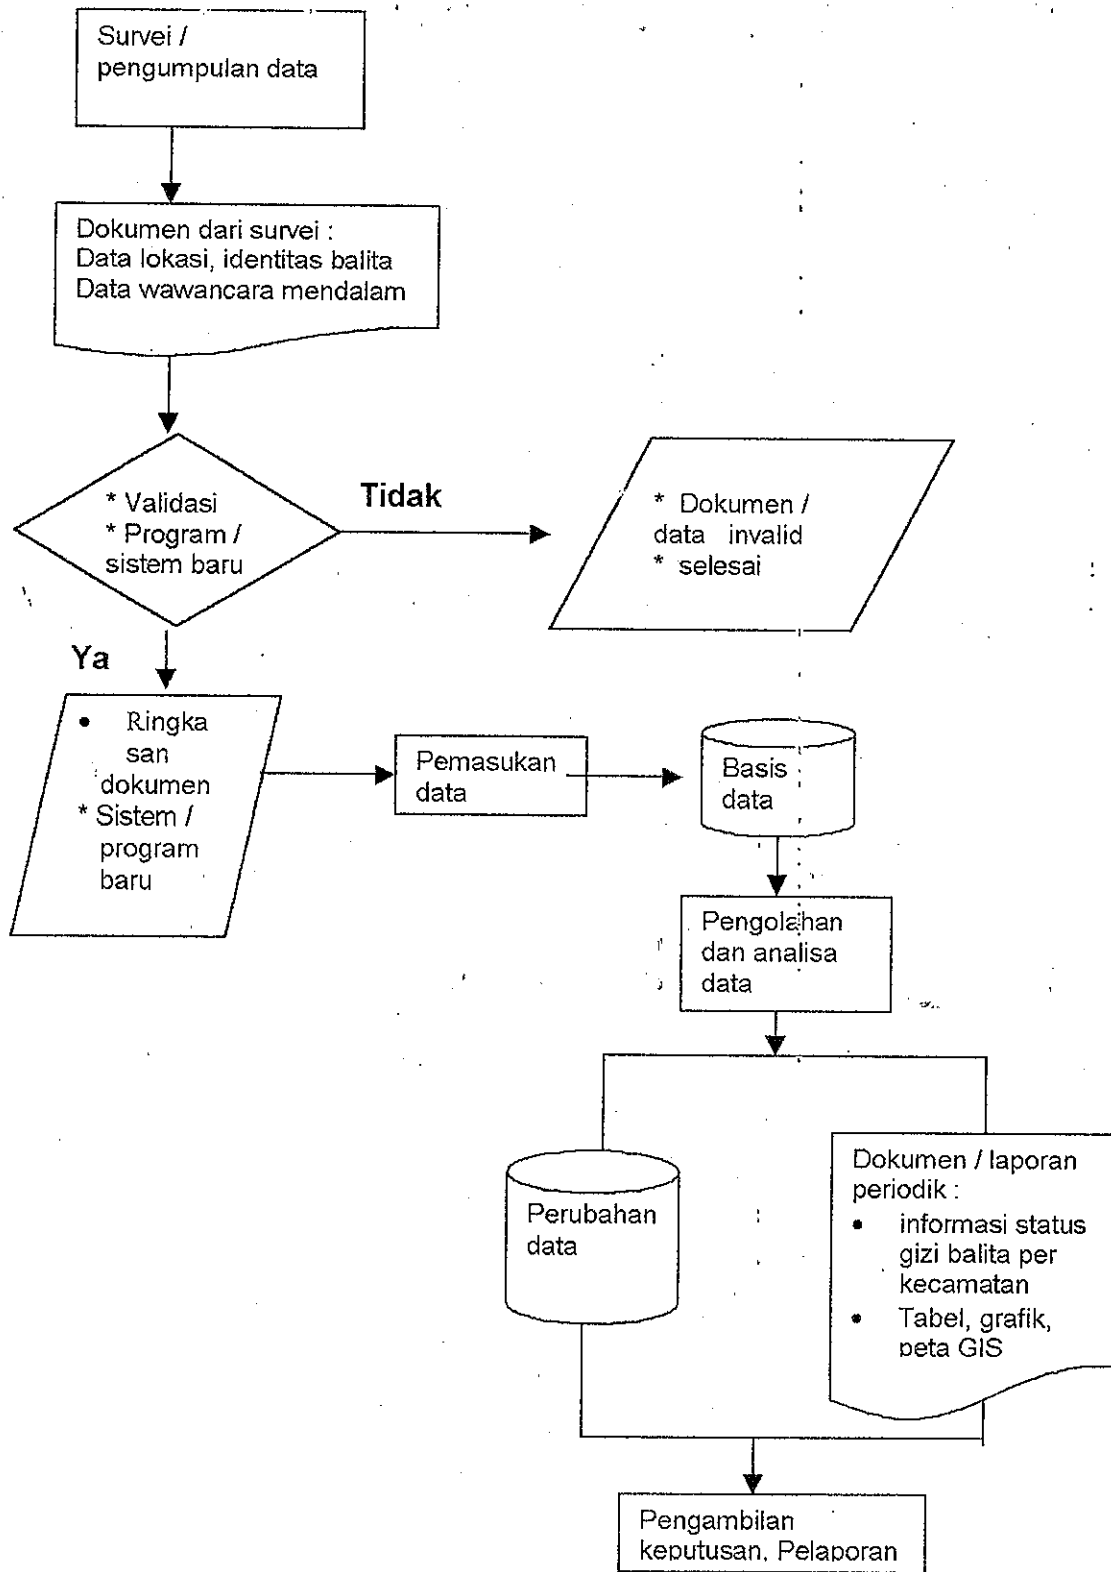 Survei /
pengumpulan data
Dokumen dari survei :
Data lokasi, identitas balita
Data wawancara mendalam
* Validasi
* Program /
sistem baru
Tidak
* Dokumen /
data invalid
* selesai
Ya
• Ringka
san
dokumen
* Sistem /
program
baru
Pemasukan
data
Basis
data
Pengolahan
dan analisa
data
Perubahan
data
Dokumen / laporan
periodik :
• informasi status
gizi balita per
kecamatan
• Tabel, grafik,
peta GIS
Pengambilan
keputusan, Pelaporan